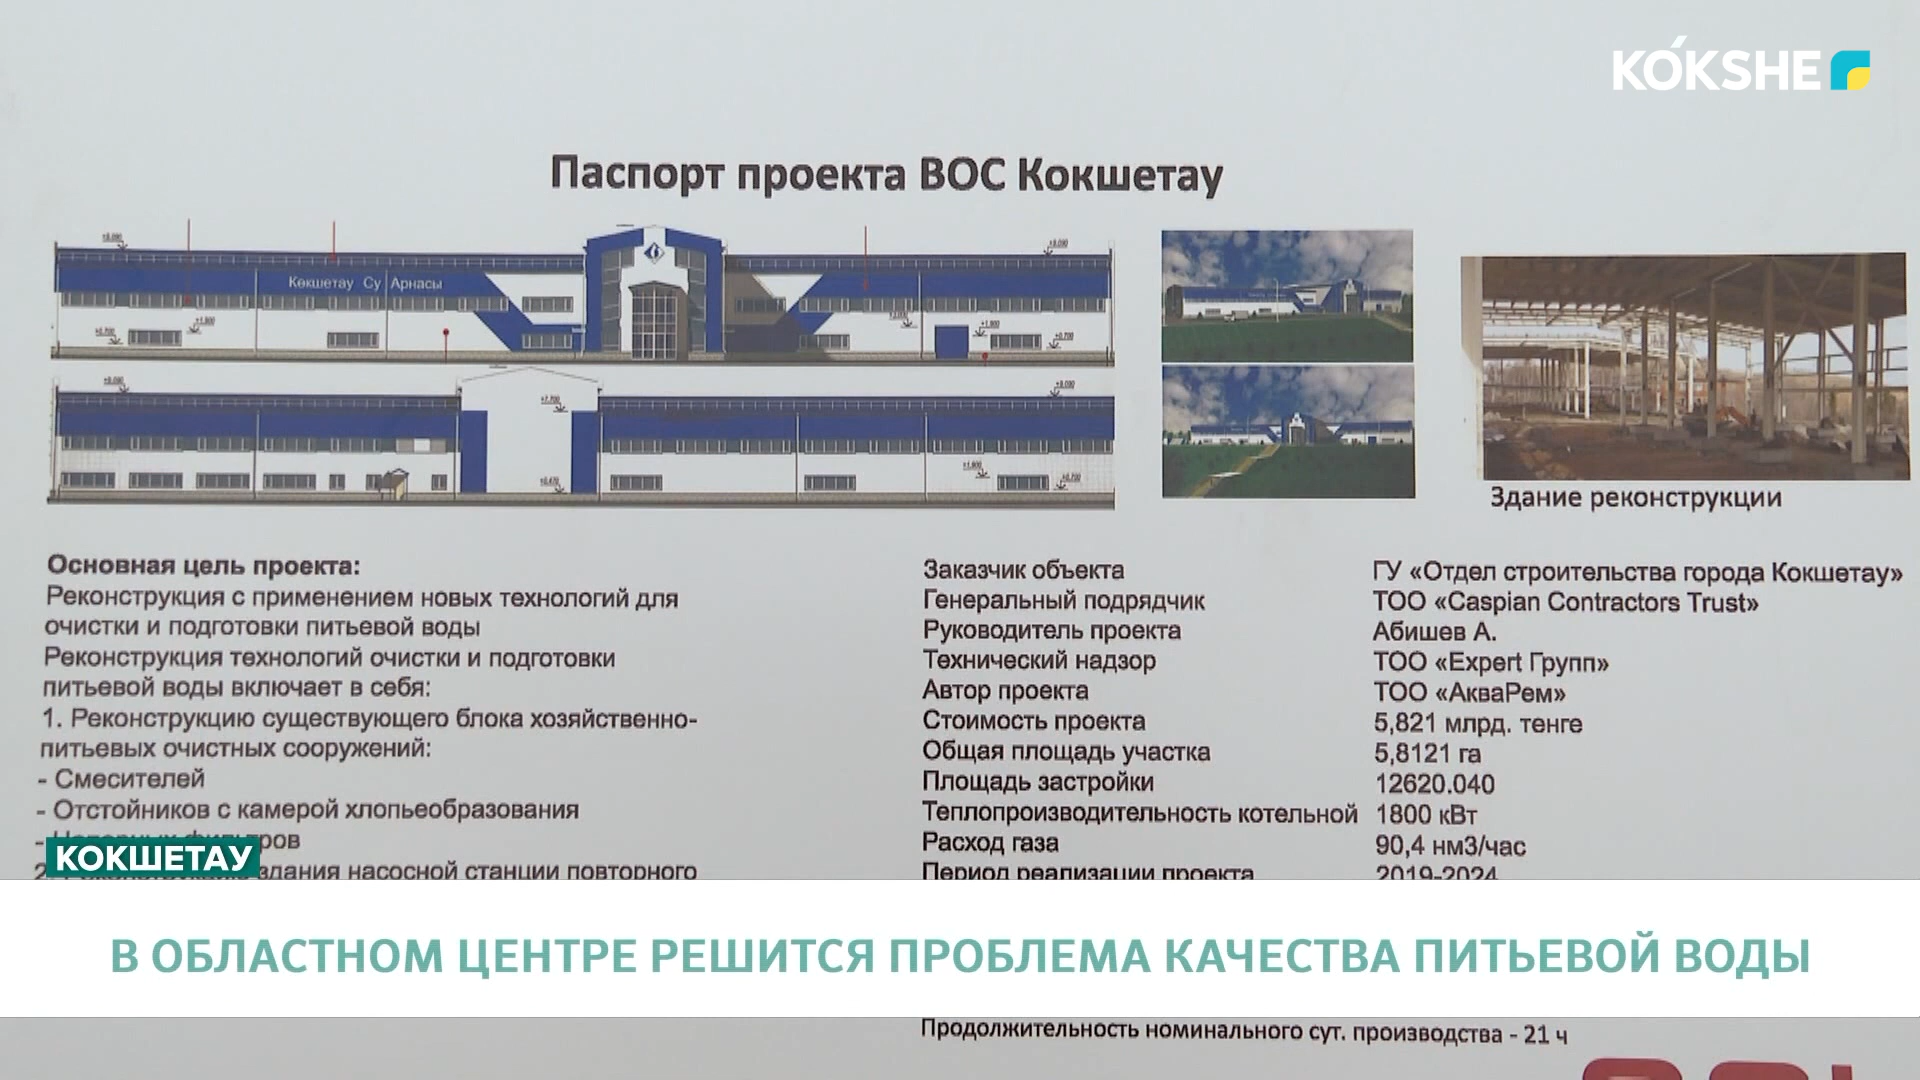 KÓKSHE
Паспорт проекта ВОС Кокшетау
Көкшетау Су Арнасы
Здание реконструкции
Основная цель проекта:
Реконструкция с применением новых технологий для
очистки и подготовки питьевой воды
Реконструкция технологий очистки и подготовки
питьевой воды включает в себя:
1. Реконструкцию существующего блока хозяйственно-
питьевых очистных сооружений:
- Смесителей
- Отстойников с камерой хлопьеобразования
здания насосной станции повторного
Заказчик объекта ГУ «Отдел строительства города Кокшетау»
Генеральный подрядчик ТОО «Caspian Contractors Trust»
Руководитель проекта Абишев А.
Технический надзор ТОО «Expert Групп»
Автор проекта ТОО «АкваРем»
Стоимость проекта 5,821 млрд. тенге
Общая площадь участка 5,8121 га
Площадь застройки 12620.040
Теплопроизводительность котельной 1800 кВт
Расход газа 90,4 нм3/час
Период реализации проекта 2019-2024
КОКШЕТАУ
В ОБЛАСТНОМ ЦЕНТРЕ РЕШИТСЯ ПРОБЛЕМА КАЧЕСТВА ПИТЬЕВОЙ ВОДЫ
Продолжительность номинального сут. производства - 21 ч